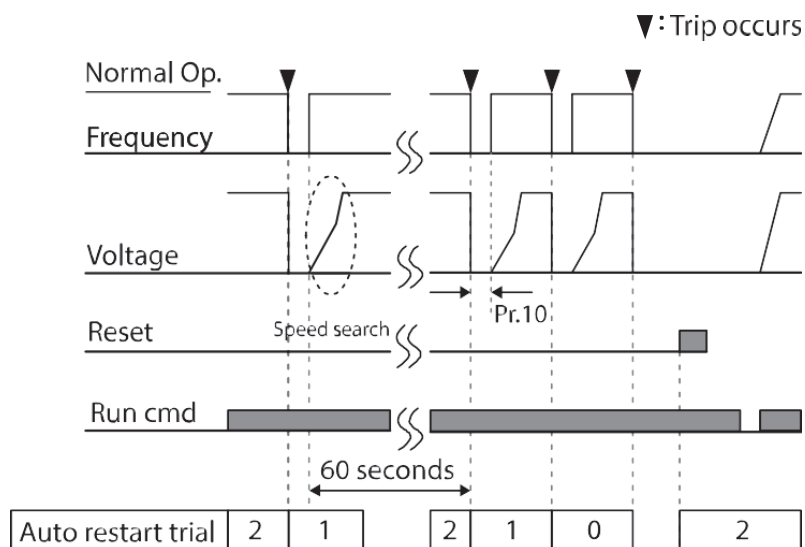 ▼: Trip occurs
Normal Op.
Frequency
Voltage
Pr.10
Reset
Speed search
Run cmd
60 seconds
Auto restart trial 2 1 2 1 0 2